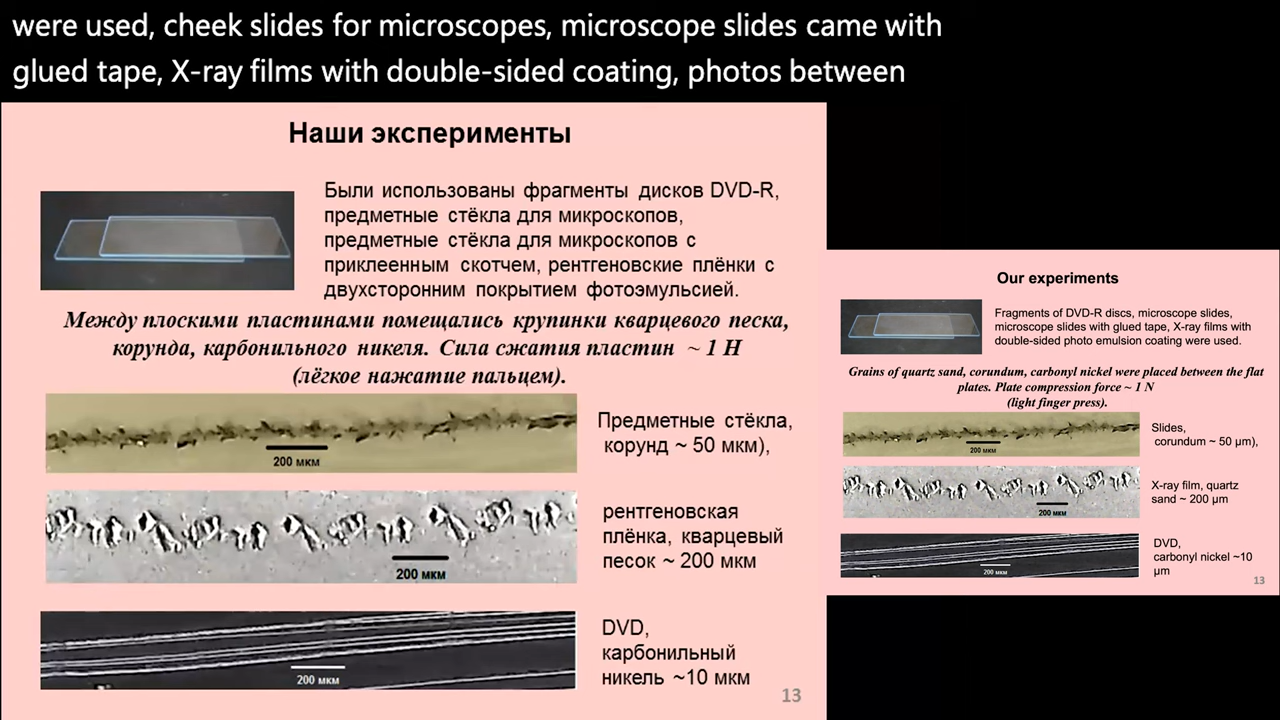 were used, cheek slides for microscopes, microscope slides came with
glued tape, X-ray films with double-sided coating, photos between
Наши эксперименты
Были использованы фрагменты дисков DVD-R,
предметные стёкла для микроскопов,
предметные стёкла для микроскопов с
приклеенным скотчем, рентгеновские плёнки с
двухсторонним покрытием фотоэмульсией.
Между плоскими пластинами помещались крупинки кварцевого песка,
корунда, карбонильного никеля. Сила сжатия пластин ~ 1 Н
(лёгкое нажатие пальцем).
200 мкм
Предметные стёкла,
корунд ~ 50 мкм),
200 мкм
рентгеновская
плёнка, кварцевый
песок ~ 200 мкм
200 мкм
DVD,
карбонильный
никель ~10 мкм
13
Our experiments
Fragments of DVD-R discs, microscope slides,
microscope slides with glued tape, X-ray films with
double-sided photo emulsion coating were used.
Grains of quartz sand, corundum, carbonyl nickel were placed between the flat
plates. Plate compression force ~ 1 N
(light finger press).
200 мкм
Slides,
corundum ~ 50 μm),
200 мкм
X-ray film, quartz
sand ~ 200 μm
200 мкм
DVD,
carbonyl nickel ~10
μm
13